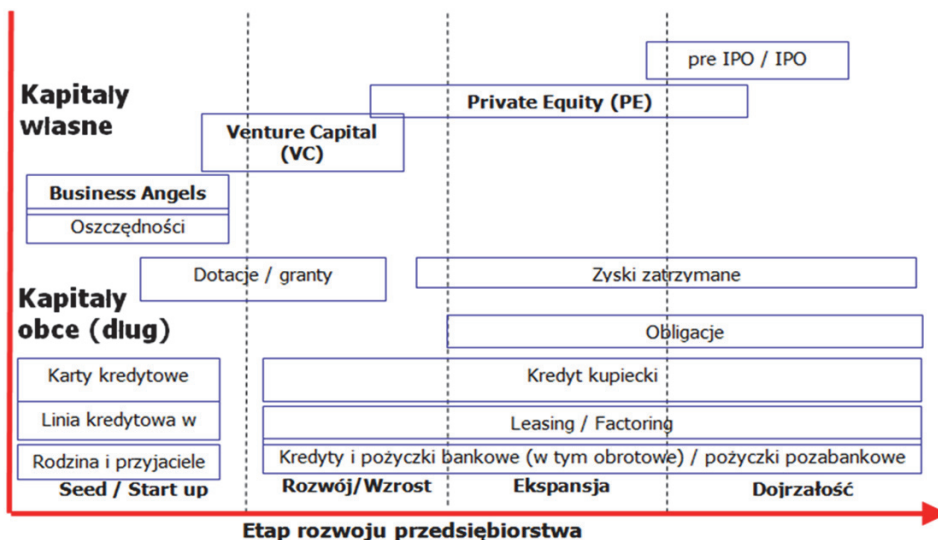 pre IPO / IPO
Kapitały
własne
Private Equity (PE)
Venture Capital
(VC)
Business Angels
Oszczędności
Dotacje / granty
Zyski zatrzymane
Kapitały
obce (dług)
Obligacje
Karty kredytowe
Kredyt kupiecki
Linia kredytowa w
Leasing / Factoring
Rodzina i przyjaciele
Kredyty i pożyczki bankowe (w tym obrotowe) / pożyczki pozabankowe
Seed / Start up
Rozwój/Wzrost
Ekspansja
Dojrzałość
Etap rozwoju przedsiębiorstwa